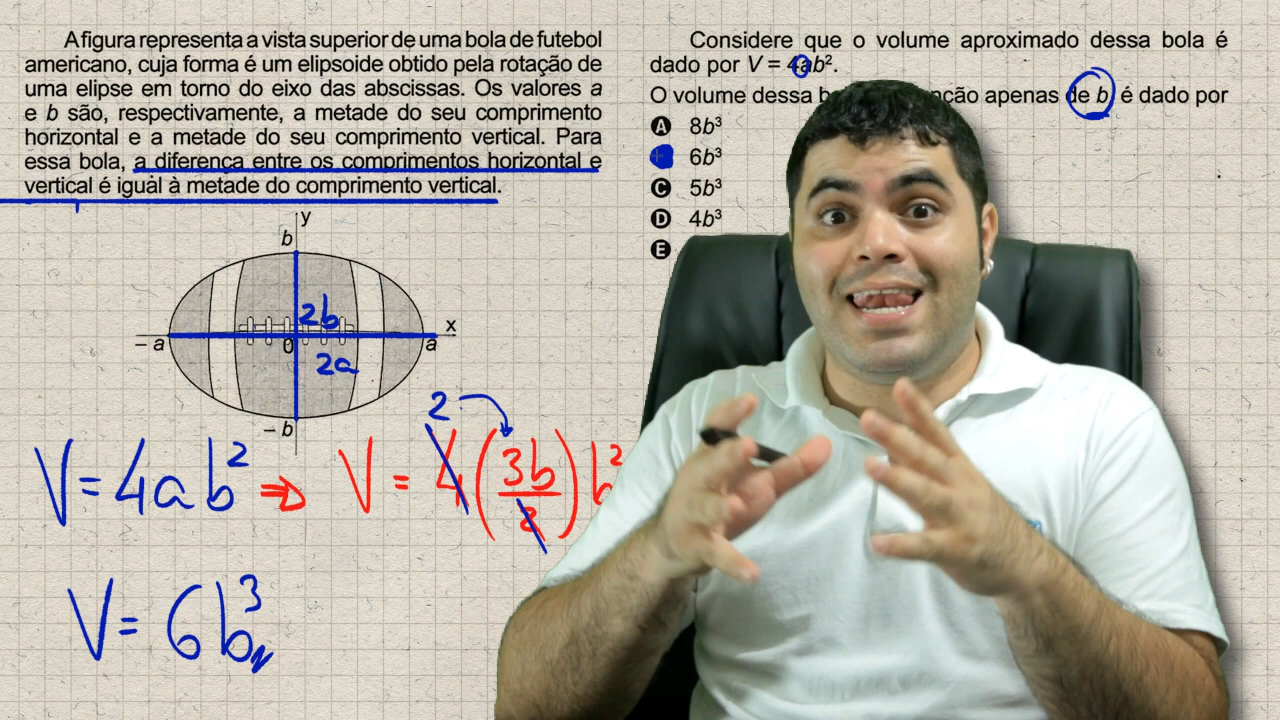 A figura representa a vista superior de uma bola de futebol
americano, cuja forma é um elipsoide obtido pela rotação de
uma elipse em torno do eixo das abscissas. Os valores a
e b são, respectivamente, a metade do seu comprimento
horizontal e a metade do seu comprimento vertical. Para
essa bola, a diferença entre os comprimentos horizontal e
vertical é igual à metade do comprimento vertical.
y
b
2b
x
– a
0
a
2a
– b
V = 4ab² ⇒ V = 4(3b/2)b²
2
V = 6b³
Considere que o volume aproximado dessa bola é
dado por V = 4ab².
O volume dessa apenas de b, é dado por
A 8b³
6b³
C 5b³
D 4b³
E